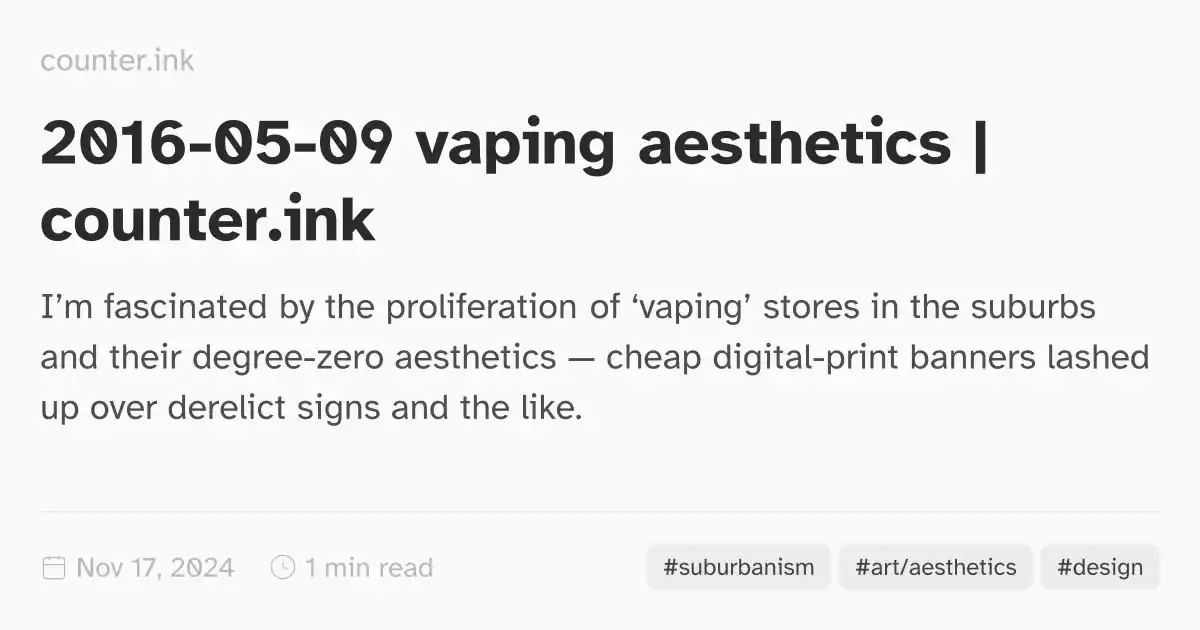 counter.ink
2016-05-09 vaping aesthetics |
counter.ink
I’m fascinated by the proliferation of ‘vaping’ stores in the suburbs
and their degree-zero aesthetics — cheap digital-print banners lashed
up over derelict signs and the like.
Nov 17, 2024 1 min read #suburbanism #art/aesthetics #design